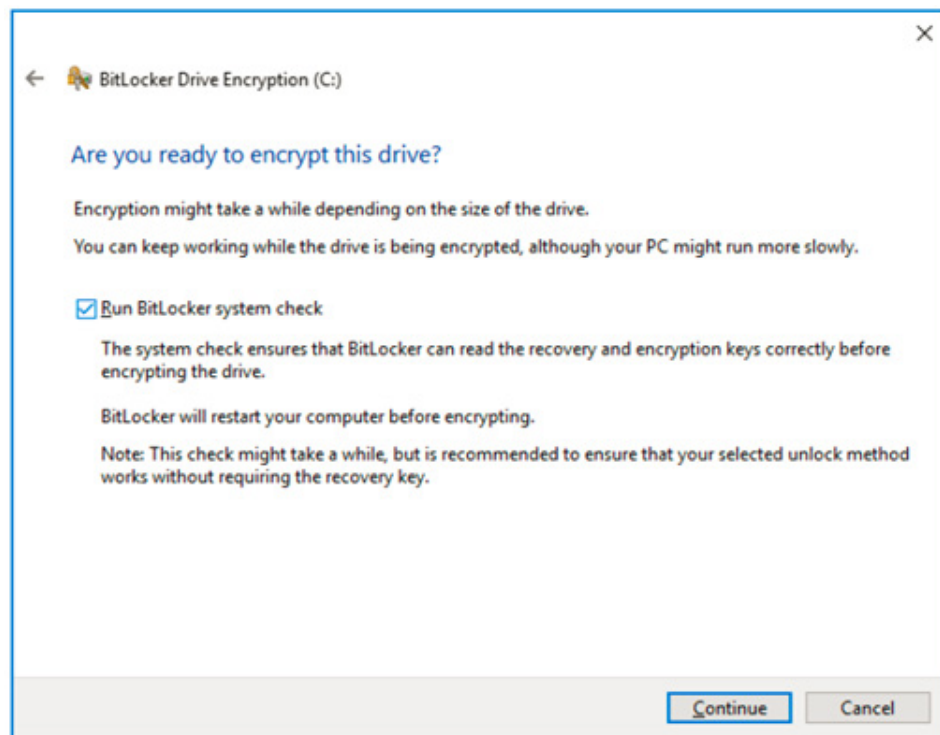 BitLocker Drive Encryption (C:)
Are you ready to encrypt this drive?
Encryption might take a while depending on the size of the drive.
You can keep working while the drive is being encrypted, although your PC might run more slowly.
Run BitLocker system check
The system check ensures that BitLocker can read the recovery and encryption keys correctly before
encrypting the drive.
BitLocker will restart your computer before encrypting.
Note: This check might take a while, but is recommended to ensure that your selected unlock method
works without requiring the recovery key.
Continue
Cancel